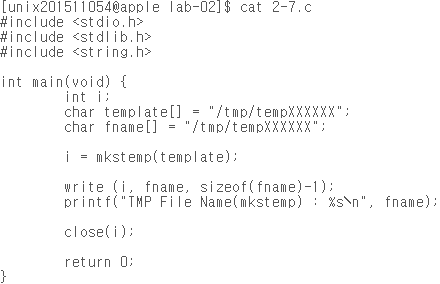 [unix201511054@apple lab-02]$ cat 2-7.c
#include <stdio.h>
#include <stdlib.h>
#include <string.h>
int main(void) {
int i;
char template[] = "/tmp/tempXXXXXX";
char fname[] = "/tmp/tempXXXXXX";
i = mkstemp(template);
write (i, fname, sizeof(fname)-1);
printf("TMP File Name(mkstemp) : %s\n", fname);
close(i);
return 0;
}